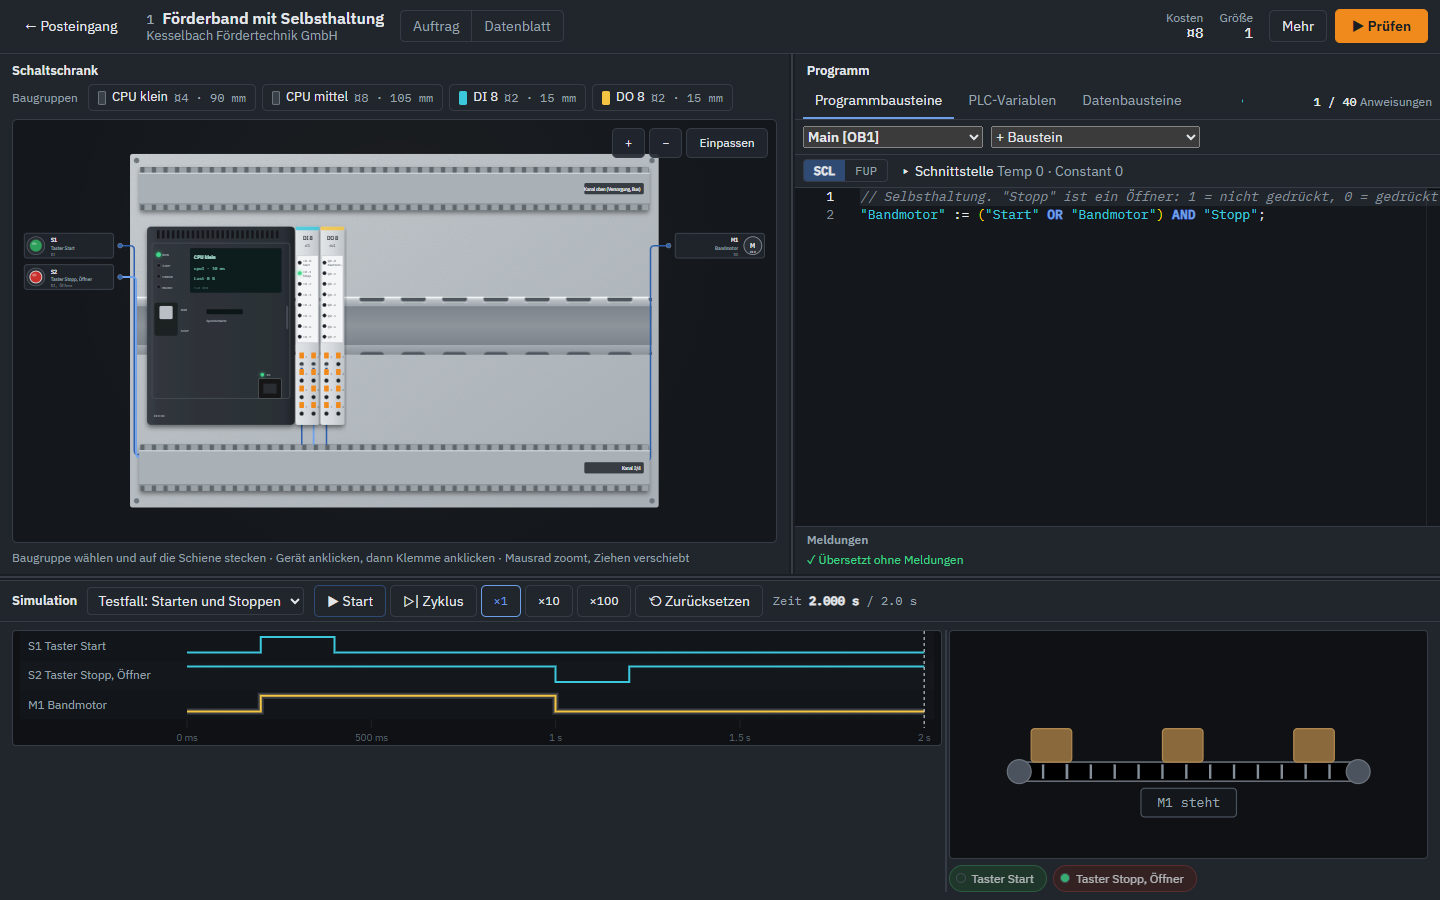 ← Posteingang
1 Förderband mit Selbsthaltung
Kesselbach Fördertechnik GmbH
Auftrag
Datenblatt
Kosten
¤8
Größe
1
Mehr
▶ Prüfen
Schaltschrank
Baugruppen
CPU klein ¤4 · 90 mm
CPU mittel ¤8 · 105 mm
DI 8 ¤2 · 15 mm
DO 8 ¤2 · 15 mm
+
−
Einpassen
Kanal oben (Versorgung, Bus)
S1
Taster Start
S2
Taster Stopp, Öffner
CPU klein
DI 8
DO 8
M1
Bandmotor
M
Baugruppe wählen und auf die Schiene stecken · Gerät anklicken, dann Klemme anklicken · Mausrad zoomt, Ziehen verschiebt
Programm
Programmbausteine
PLC-Variablen
Datenbausteine
1 / 40 Anweisungen
Main [OB1]
+ Baustein
SCL
FUP
▸ Schnittstelle Temp 0 · Constant 0
1 // Selbsthaltung. "Stopp" ist ein Öffner: 1 = nicht gedrückt, 0 = gedrückt
2 "Bandmotor" := ("Start" OR "Bandmotor") AND "Stopp";
Meldungen
✓ Übersetzt ohne Meldungen
Simulation
Testfall: Starten und Stoppen
▶ Start
Zyklus
×1
×10
×100
Zurücksetzen
Zeit 2.000 s / 2.0 s
S1 Taster Start
S2 Taster Stopp, Öffner
M1 Bandmotor
0 ms
500 ms
1 s
1.5 s
2 s
M1 steht
Taster Start
Taster Stopp, Öffner